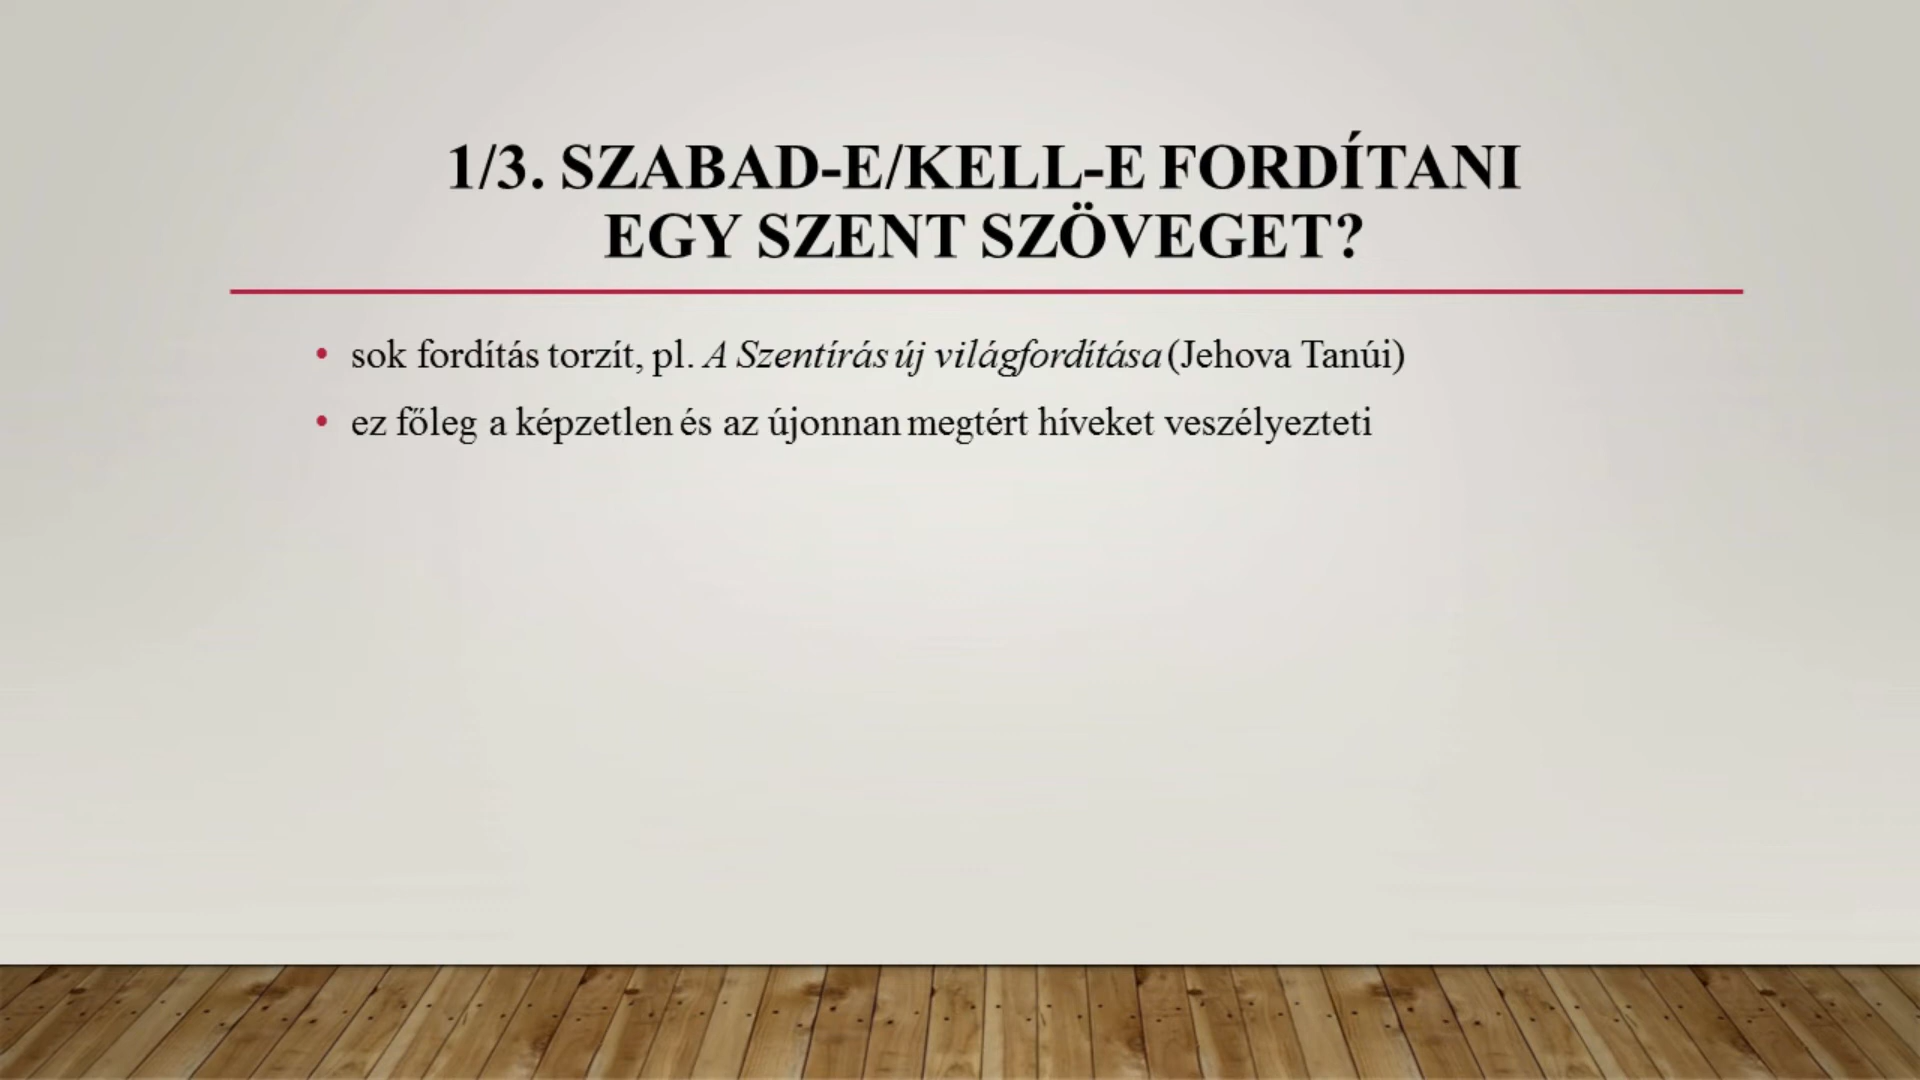 1/3. SZABAD-E/KELL-E FORDÍTANI
EGY SZENT SZÖVEGET?
• sok fordítás torzít, pl. A Szentírás új világfordítása (Jehova Tanúi)
• ez főleg a képzetlen és az újonnan megtért híveket veszélyezteti